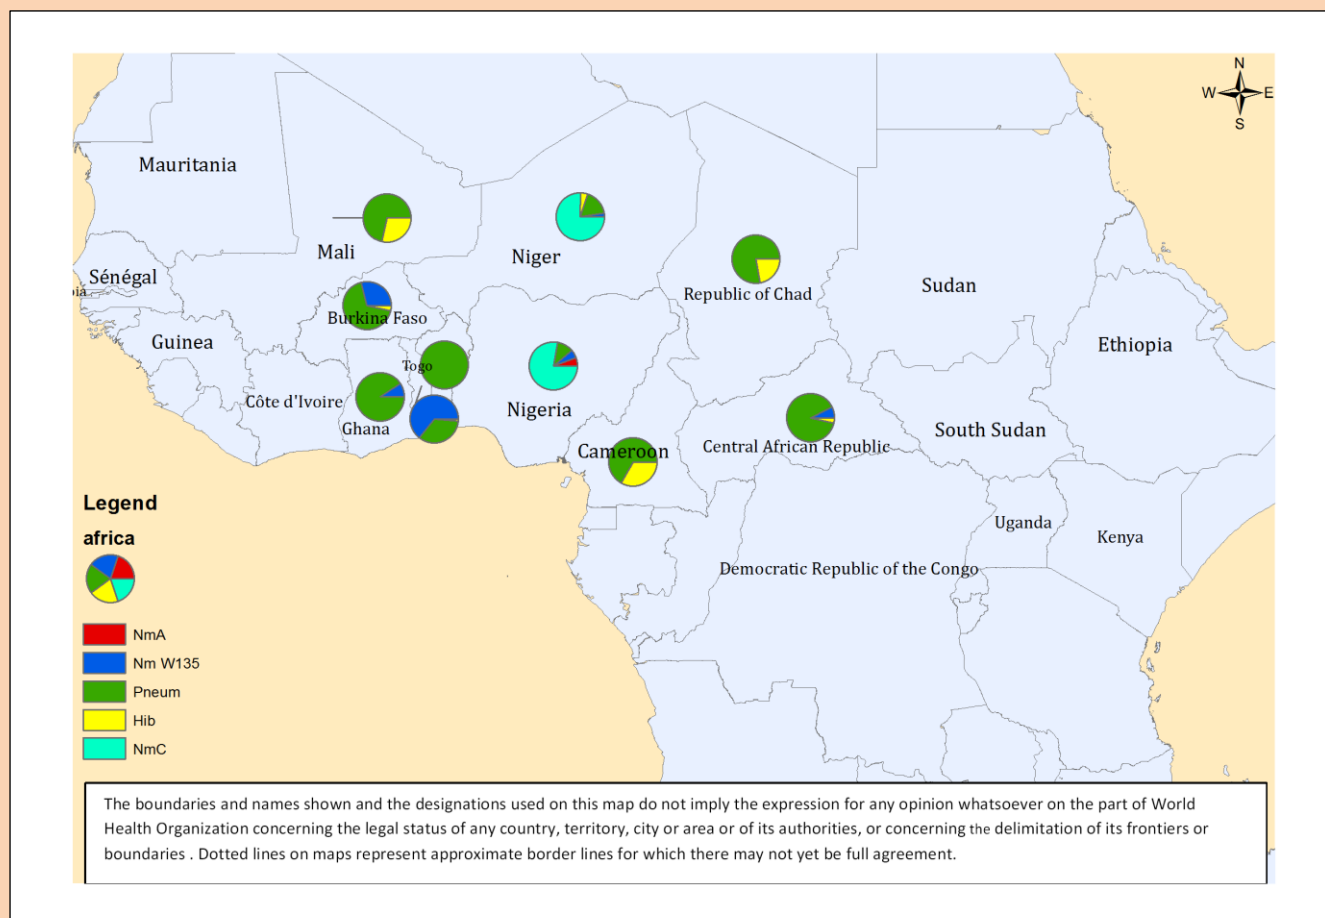 N
W
E
S
Mauritania
Mali
Niger
Sénégal
Republic of Chad
Sudan
Burkina Faso
Guinea
Ethiopia
Togo
Côte d'Ivoire
Ghana
Nigeria
South Sudan
Cameroon
Central African Republic
Uganda
Kenya
Democratic Republic of the Congo
Legend
africa
NmA
Nm W135
Pneum
Hib
NmC
The boundaries and names shown and the designations used on this map do not imply the expression for any opinion whatsoever on the part of World
Health Organization concerning the legal status of any country, territory, city or area or of its authorities, or concerning the delimitation of its frontiers or
boundaries . Dotted lines on maps represent approximate border lines for which there may not yet be full agreement.